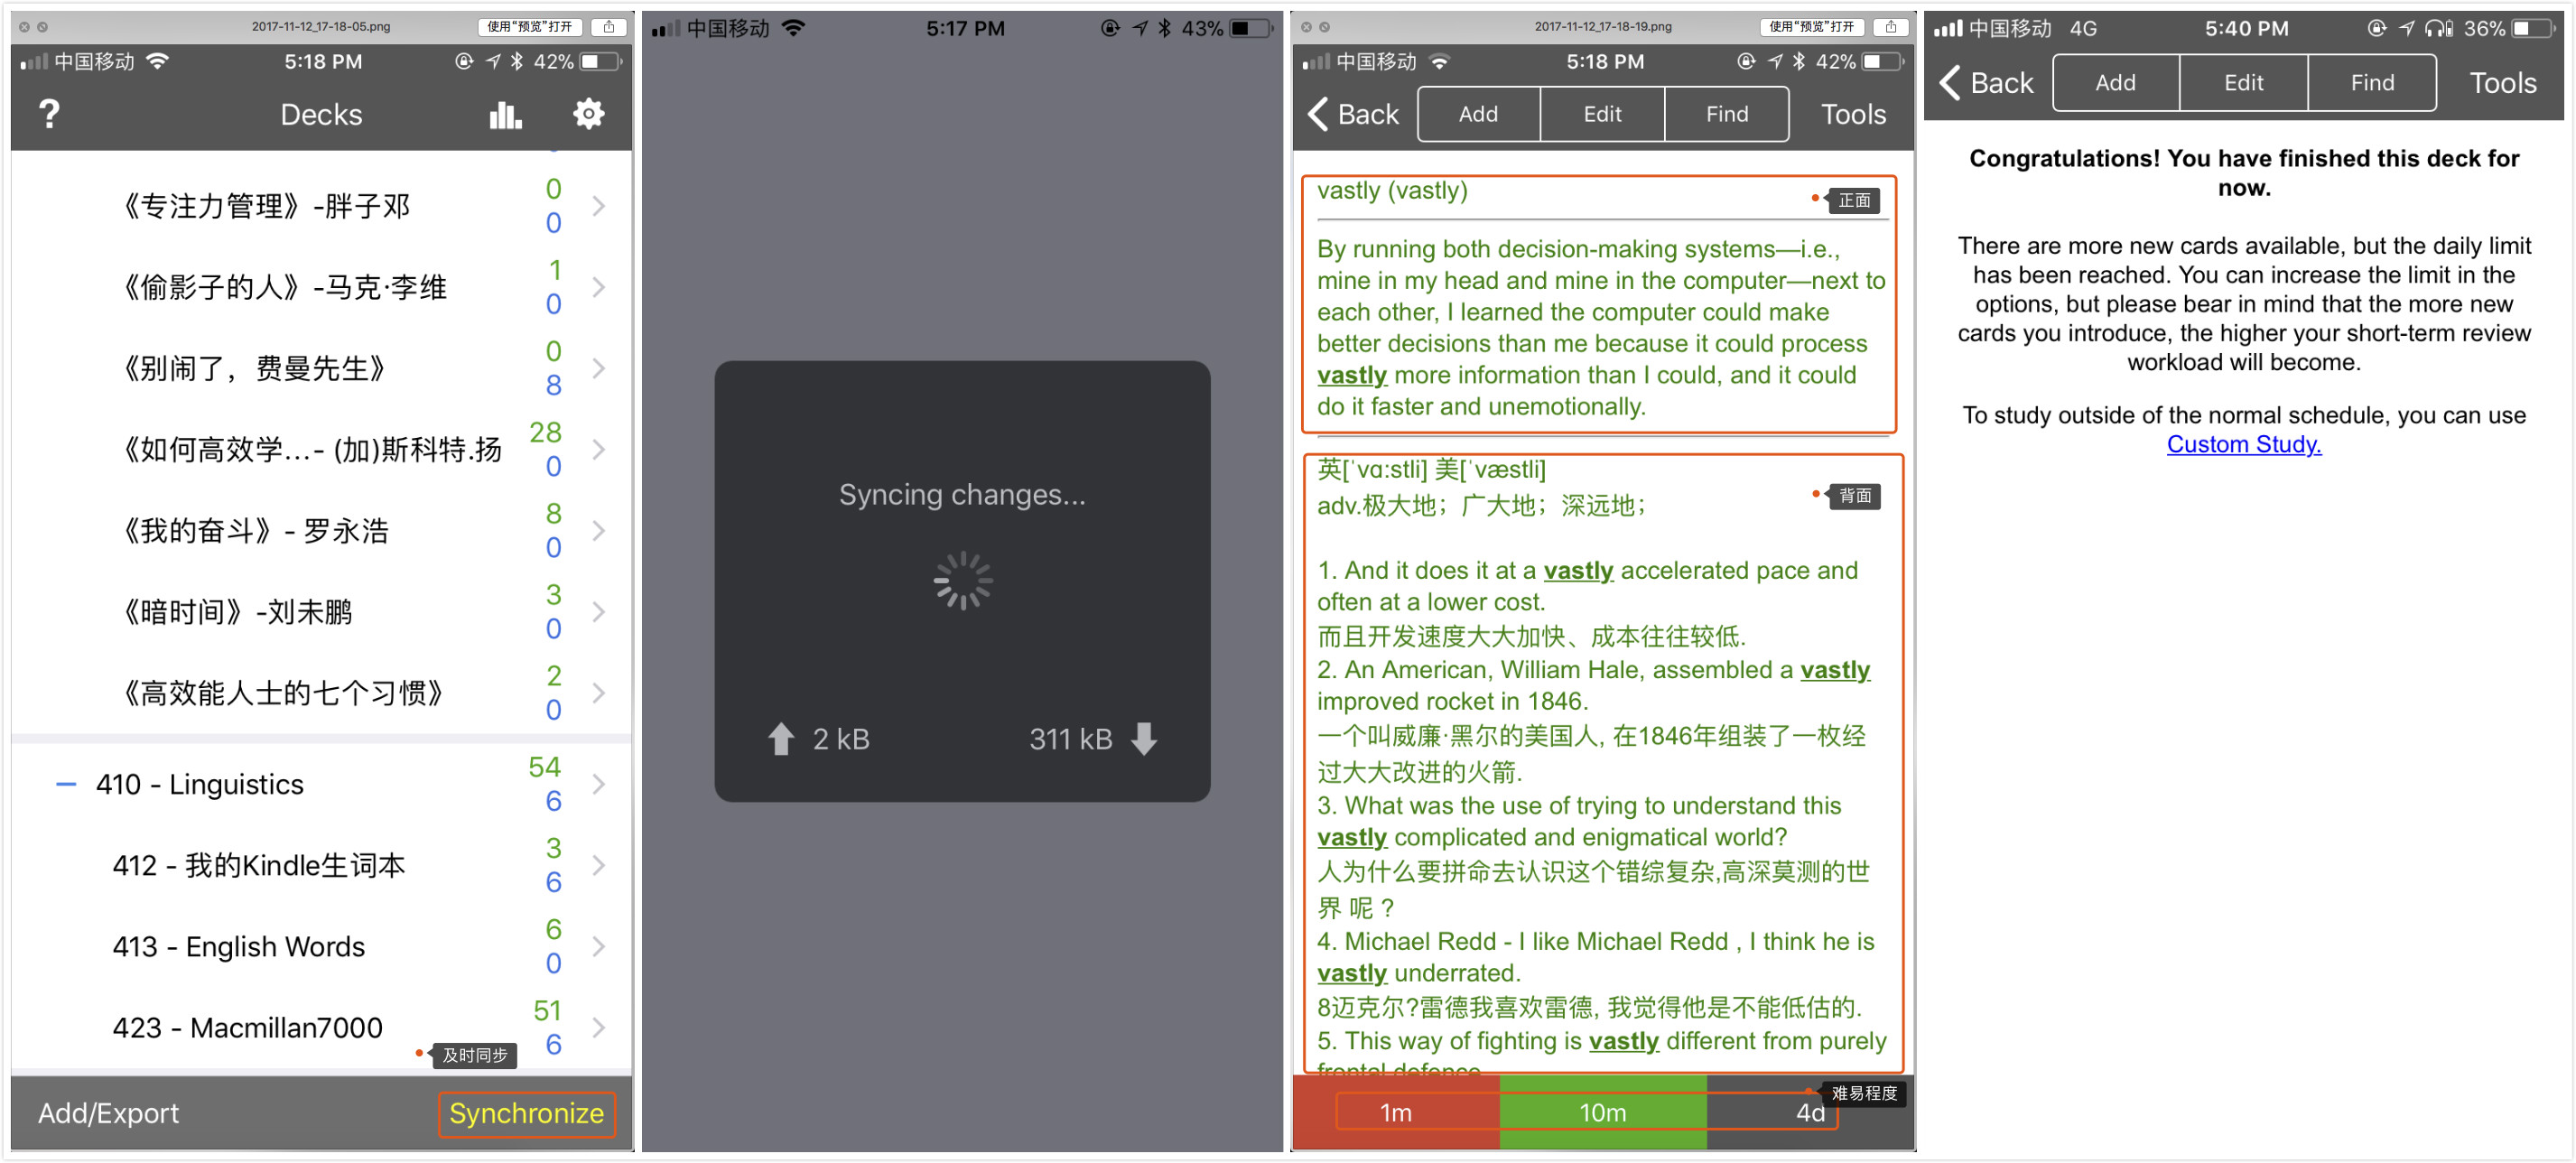 2017-11-12_17-18-05.png
使用“预览”打开
中国移动
5:18 PM
42%
?
Decks
《专注力管理》-胖子邓
0
0
《偷影子的人》-马克·李维
1
0
《别闹了，费曼先生》
0
8
《如何高效学…- (加)斯科特.扬
28
0
《我的奋斗》- 罗永浩
8
0
《暗时间》-刘未鹏
3
0
《高效能人士的七个习惯》
2
0
410 - Linguistics
54
6
412 - 我的Kindle生词本
3
6
413 - English Words
6
0
423 - Macmillan7000
51
6
及时同步
Add/Export
Synchronize
中国移动
5:17 PM
43%
Syncing changes...
2 kB
311 kB
2017-11-12_17-18-19.png
使用“预览”打开
中国移动
5:18 PM
42%
Back
Add
Edit
Find
Tools
vastly (vastly)
正面
By running both decision-making systems—i.e.,
mine in my head and mine in the computer—next to
each other, I learned the computer could make
better decisions than me because it could process
vastly more information than I could, and it could
do it faster and unemotionally.
英[ˈvɑ:stli] 美[ˈvæstli]
背面
adv.极大地；广大地；深远地；
1. And it does it at a vastly accelerated pace and
often at a lower cost.
而且开发速度大大加快、成本往往较低.
2. An American, William Hale, assembled a vastly
improved rocket in 1846.
一个叫威廉·黑尔的美国人, 在1846年组装了一枚经
过大大改进的火箭.
3. What was the use of trying to understand this
vastly complicated and enigmatical world?
人为什么要拼命去认识这个错综复杂,高深莫测的世
界 呢 ?
4. Michael Redd - I like Michael Redd , I think he is
vastly underrated.
8迈克尔?雷德我喜欢雷德, 我觉得他是不能低估的.
5. This way of fighting is vastly different from purely
frontal defence
难易程度
1m
10m
4d
中国移动 4G
5:40 PM
36%
Back
Add
Edit
Find
Tools
Congratulations! You have finished this deck for
now.
There are more new cards available, but the daily limit
has been reached. You can increase the limit in the
options, but please bear in mind that the more new
cards you introduce, the higher your short-term review
workload will become.
To study outside of the normal schedule, you can use
Custom Study.